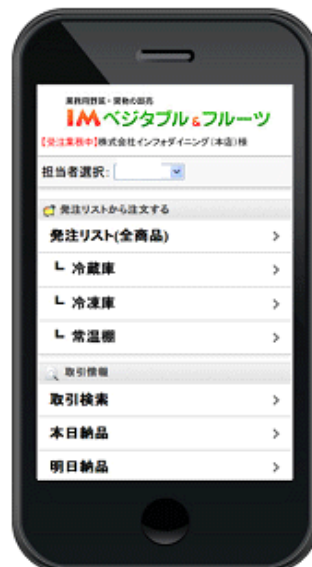 業務用野菜・果物の卸売
IMベジタブル&フルーツ
【発注業務中】株式会社インフォダイニング(本店)様
担当者選択:
発注リストから注文する
発注リスト(全商品)
└ 冷蔵庫
└ 冷凍庫
└ 常温棚
取引情報
取引検索
本日納品
明日納品